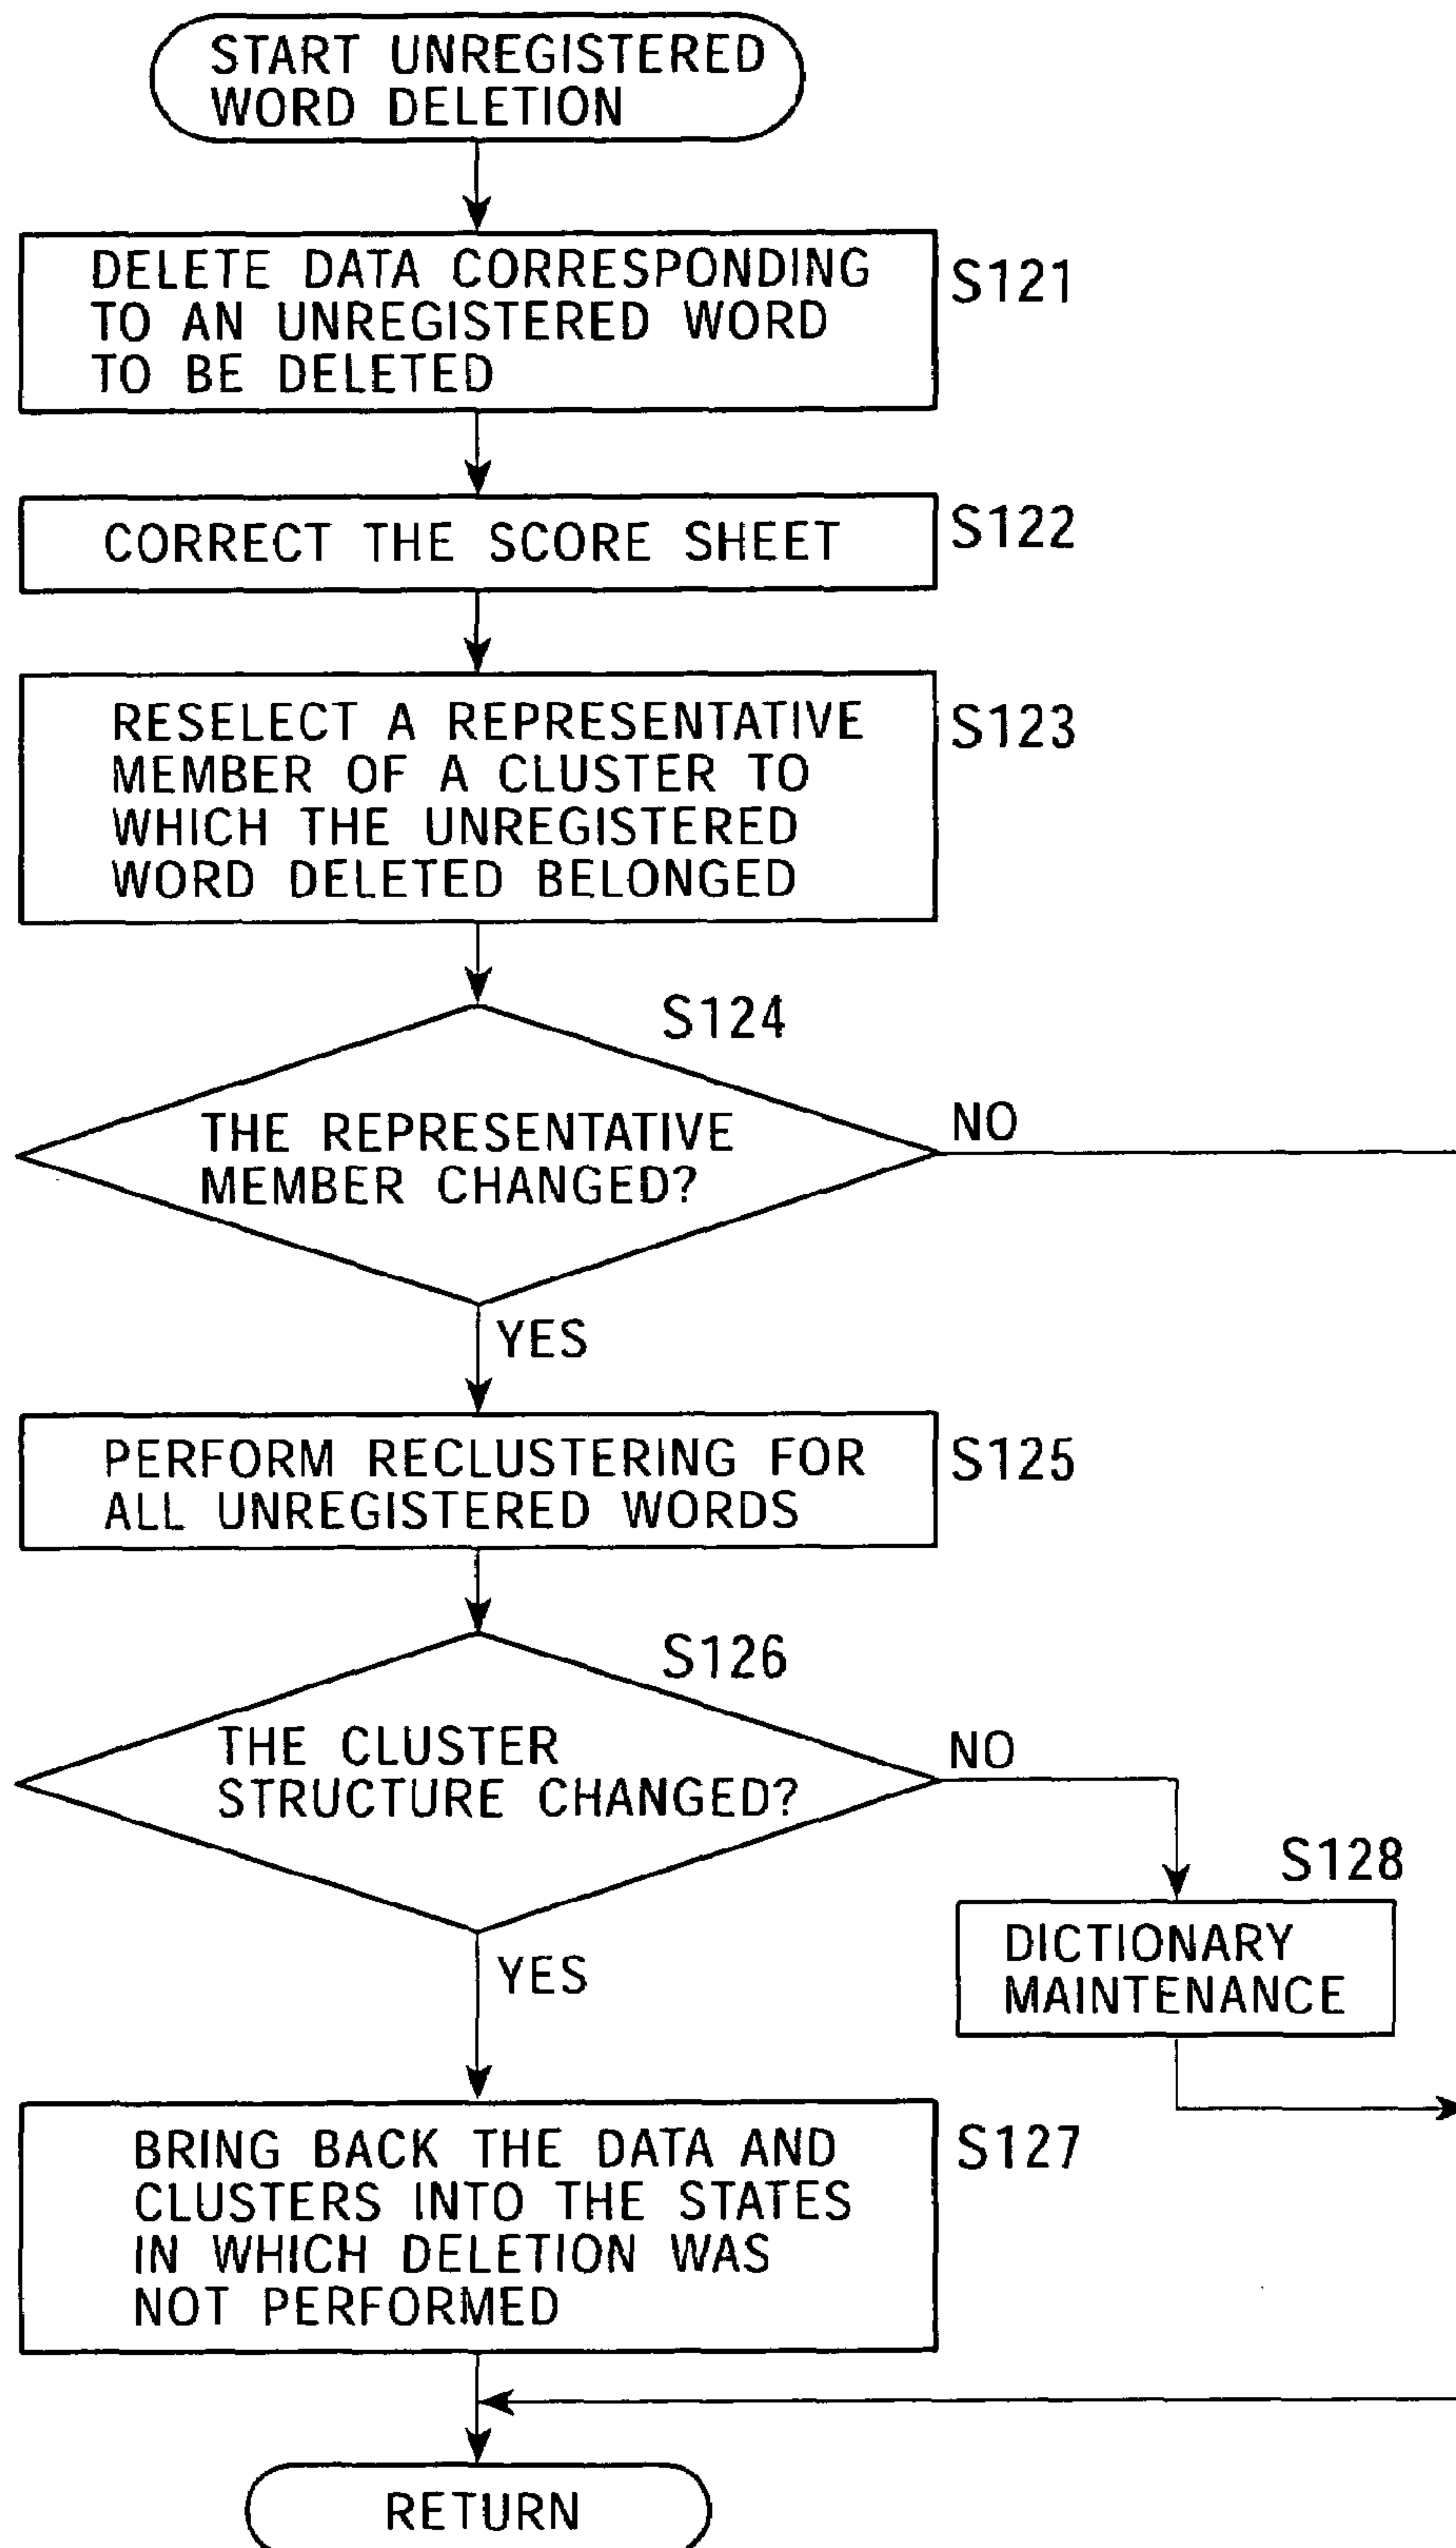 START UNREGISTERED
WORD DELETION
DELETE DATA CORRESPONDING
TO AN UNREGISTERED WORD
TO BE DELETED
S121
CORRECT THE SCORE SHEET
S122
RESELECT A REPRESENTATIVE
MEMBER OF A CLUSTER TO
WHICH THE UNREGISTERED
WORD DELETED BELONGED
S123
S124
THE REPRESENTATIVE
MEMBER CHANGED?
NO
YES
PERFORM RECLUSTERING FOR
ALL UNREGISTERED WORDS
S125
S126
THE CLUSTER
STRUCTURE CHANGED?
NO
YES
S128
DICTIONARY
MAINTENANCE
BRING BACK THE DATA AND
CLUSTERS INTO THE STATES
IN WHICH DELETION WAS
NOT PERFORMED
S127
RETURN